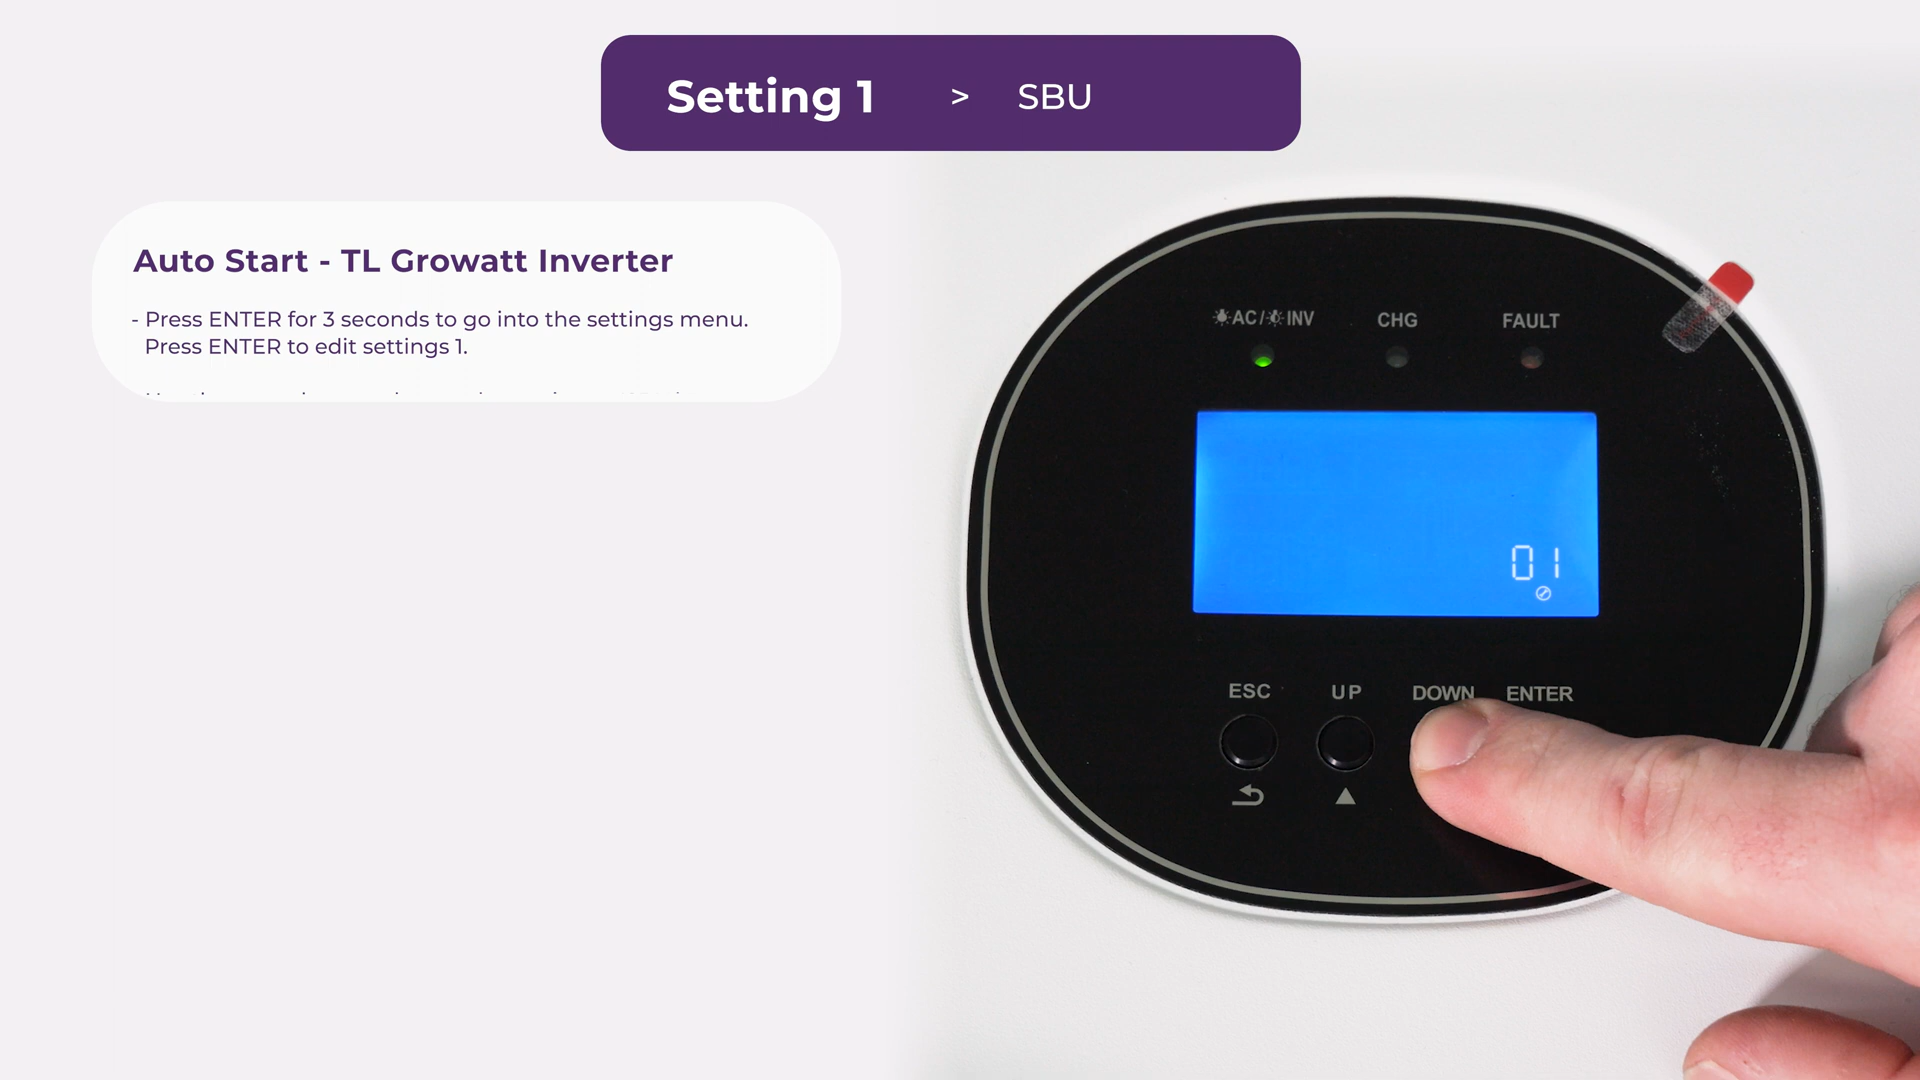 Setting 1 > SBU
Auto Start - TL Growatt Inverter
- Press ENTER for 3 seconds to go into the settings menu.
Press ENTER to edit settings 1.
AC/ INV CHG FAULT
01
ESC UP DOWN ENTER